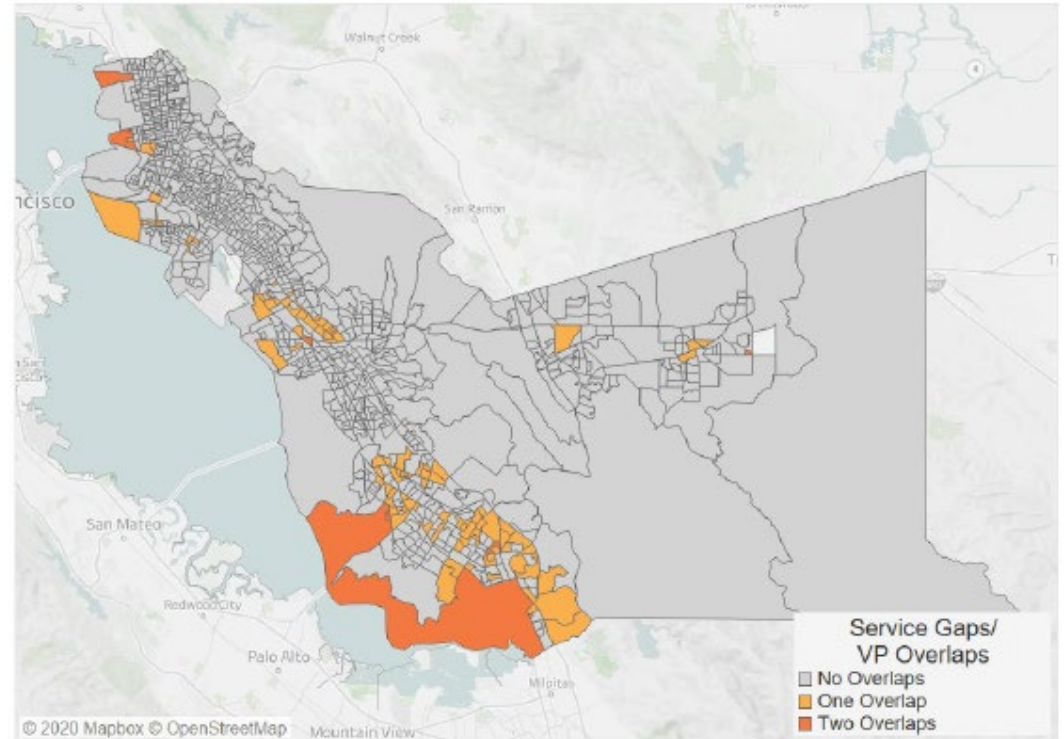 Walnut Creek
4
ncisco
San Ramon
San Mateo
Redwood City
Palo Alto
Milpitas
Mountain View
Service Gaps/
VP Overlaps
No Overlaps
One Overlap
Two Overlaps
© 2020 Mapbox © OpenStreetMap